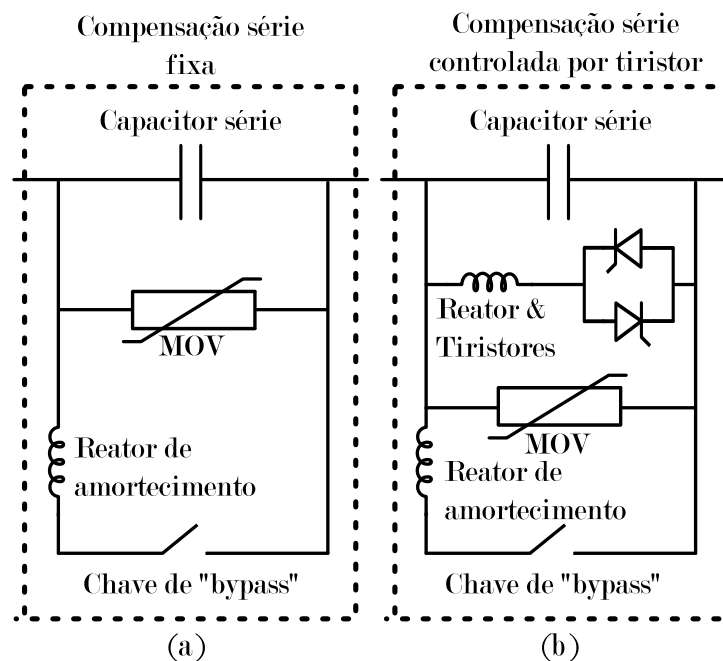 Compensação série
fixa
Capacitor série
MOV
Reator de
amortecimento
Chave de "bypass"
(a)
Compensação série
controlada por tiristor
Capacitor série
Reator &
Tiristores
MOV
Reator de
amortecimento
Chave de "bypass"
(b)